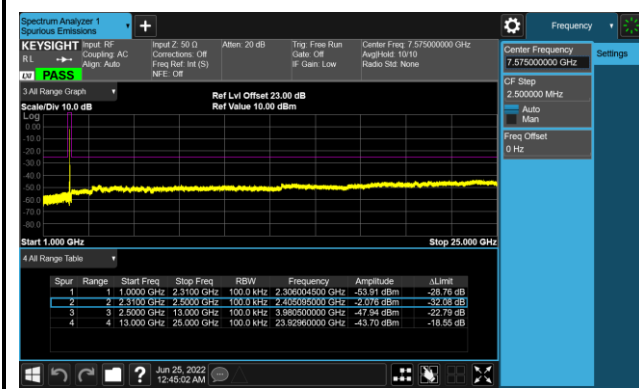 Spectrum Analyzer 1
Spurious Emissions
Frequency
KEYSIGHT Input: RF Input Z: 50 Ω Atten: 20 dB Trig: Free Run Center Freq: 7.575000000 GHz
RL Coupling: AC Corrections: Off Gate: Off Avg|Hold: 10/10
Align: Auto Freq Ref: Int (S) IF Gain: Low Radio Std: None
NFE: Off
LXI PASS
Center Frequency
7.575000000 GHz
Settings
CF Step
2.500000 MHz
Auto
Man
Freq Offset
0 Hz
3 All Range Graph
Ref Lvl Offset 23.00 dB
Scale/Div 10.0 dB Ref Value 10.00 dBm
Log
0.00
-10.0
-20.0
-30.0
-40.0
-50.0
-60.0
-70.0
-80.0
Start 1.000 GHz Stop 25.000 GHz
4 All Range Table
Spur Range Start Freq Stop Freq RBW Frequency Amplitude ΔLimit
1 1 1.0000 GHz 2.3100 GHz 100.0 kHz 2.306004500 GHz -53.91 dBm -28.76 dB
2 2 2.3100 GHz 2.5000 GHz 100.0 kHz 2.405095000 GHz -2.076 dBm -32.08 dB
3 3 2.5000 GHz 13.000 GHz 100.0 kHz 3.980500000 GHz -47.94 dBm -22.79 dB
4 4 13.000 GHz 25.000 GHz 100.0 kHz 23.92960000 GHz -43.70 dBm -18.55 dB
Jun 25, 2022
12:45:02 AM